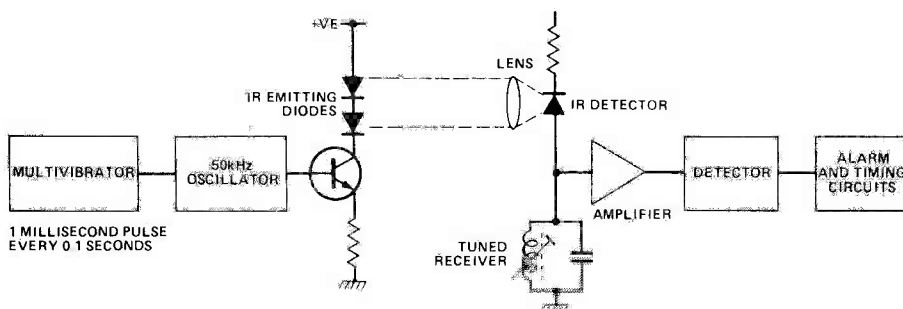 +VE
LENS
IR EMITTING
DIODES
IR DETECTOR
MULTIVIBRATOR
50kHz
OSCILLATOR
1 MILLISECOND PULSE
EVERY 0 1 SECONDS
AMPLIFIER
DETECTOR
ALARM
AND TIMING
CIRCUITS
TUNED
RECEIVER